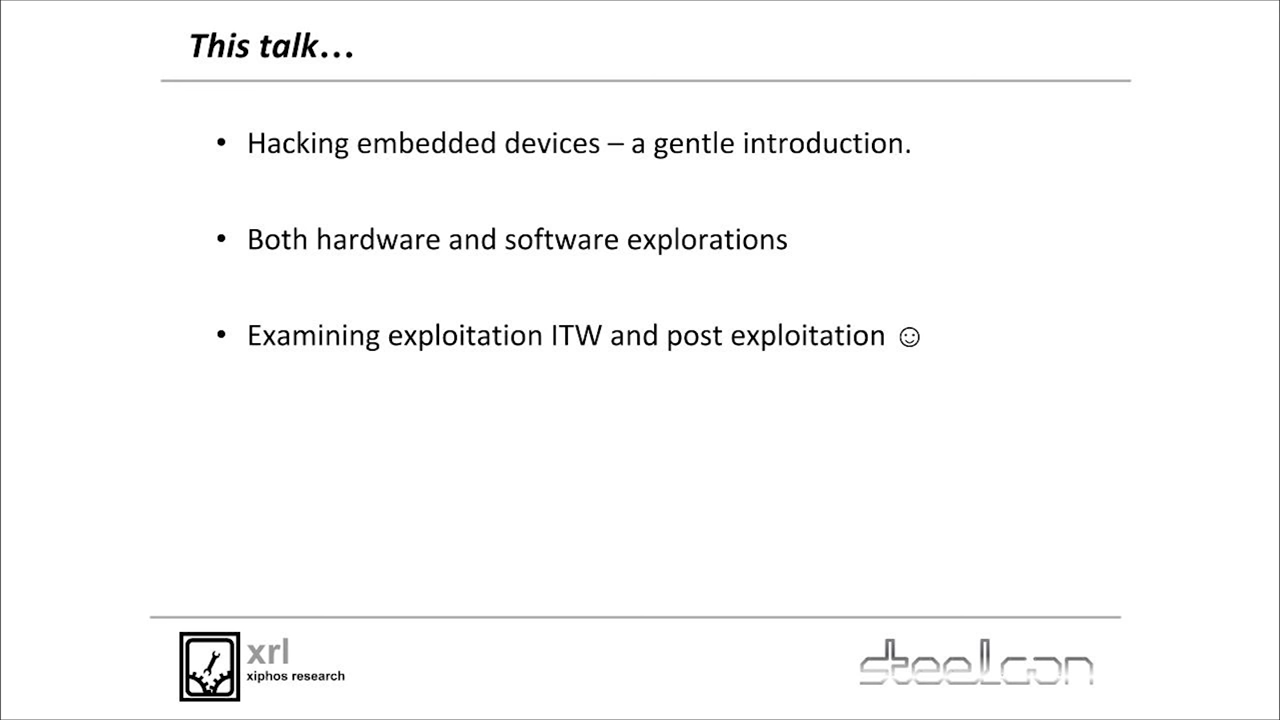 This talk...
• Hacking embedded devices – a gentle introduction.
• Both hardware and software explorations
• Examining exploitation ITW and post exploitation ☺
xrl
xiphos research
steelcon